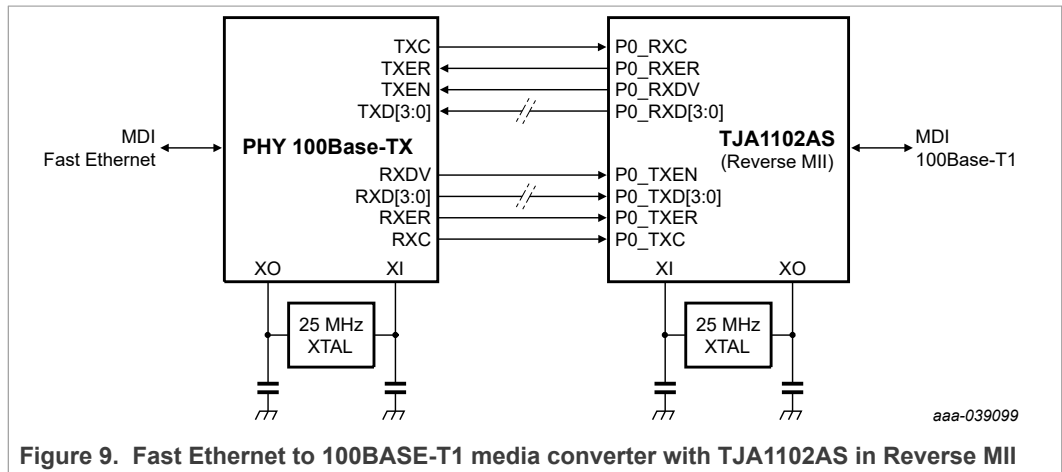 TXC
TXER
TXEN
TXD[3:0]
P0_RXC
P0_RXER
P0_RXDV
P0_RXD[3:0]
MDI
Fast Ethernet
PHY 100Base-TX
TJA1102AS
(Reverse MII)
MDI
100Base-T1
RXDV
RXD[3:0]
RXER
RXC
P0_TXEN
P0_TXD[3:0]
P0_TXER
P0_TXC
XO
XI
XI
XO
25 MHz
XTAL
25 MHz
XTAL
aaa-039099
Figure 9. Fast Ethernet to 100BASE-T1 media converter with TJA1102AS in Reverse MII